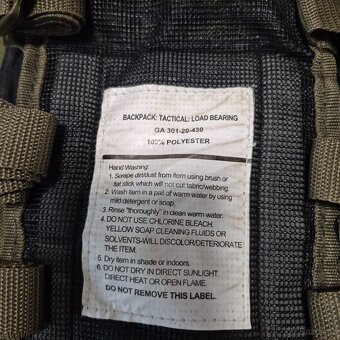 BACKPACK: TACTICAL: LOAD BEARING
GA 301-20-430
100% POLYESTER
Hand Washing:
1. Scrape dirt/dust from item using brush or
flat stick which will not cut fabric/webbing.
2. Wash item in a pail of warm water by using
mild detergent or soap.
3. Rinse "thoroughly" in clean warm water.
4. DO NOT USE CHLORINE BLEACH
YELLOW SOAP CLEANING FLUIDS OR
SOLVENTS-WILL DISCOLOR/DETERIORATE
THE ITEM.
5. Dry item in shade or indoors.
6. DO NOT DRY IN DIRECT SUNLIGHT,
DIRECT HEAT OR OPEN FLAME.
DO NOT REMOVE THIS LABEL.